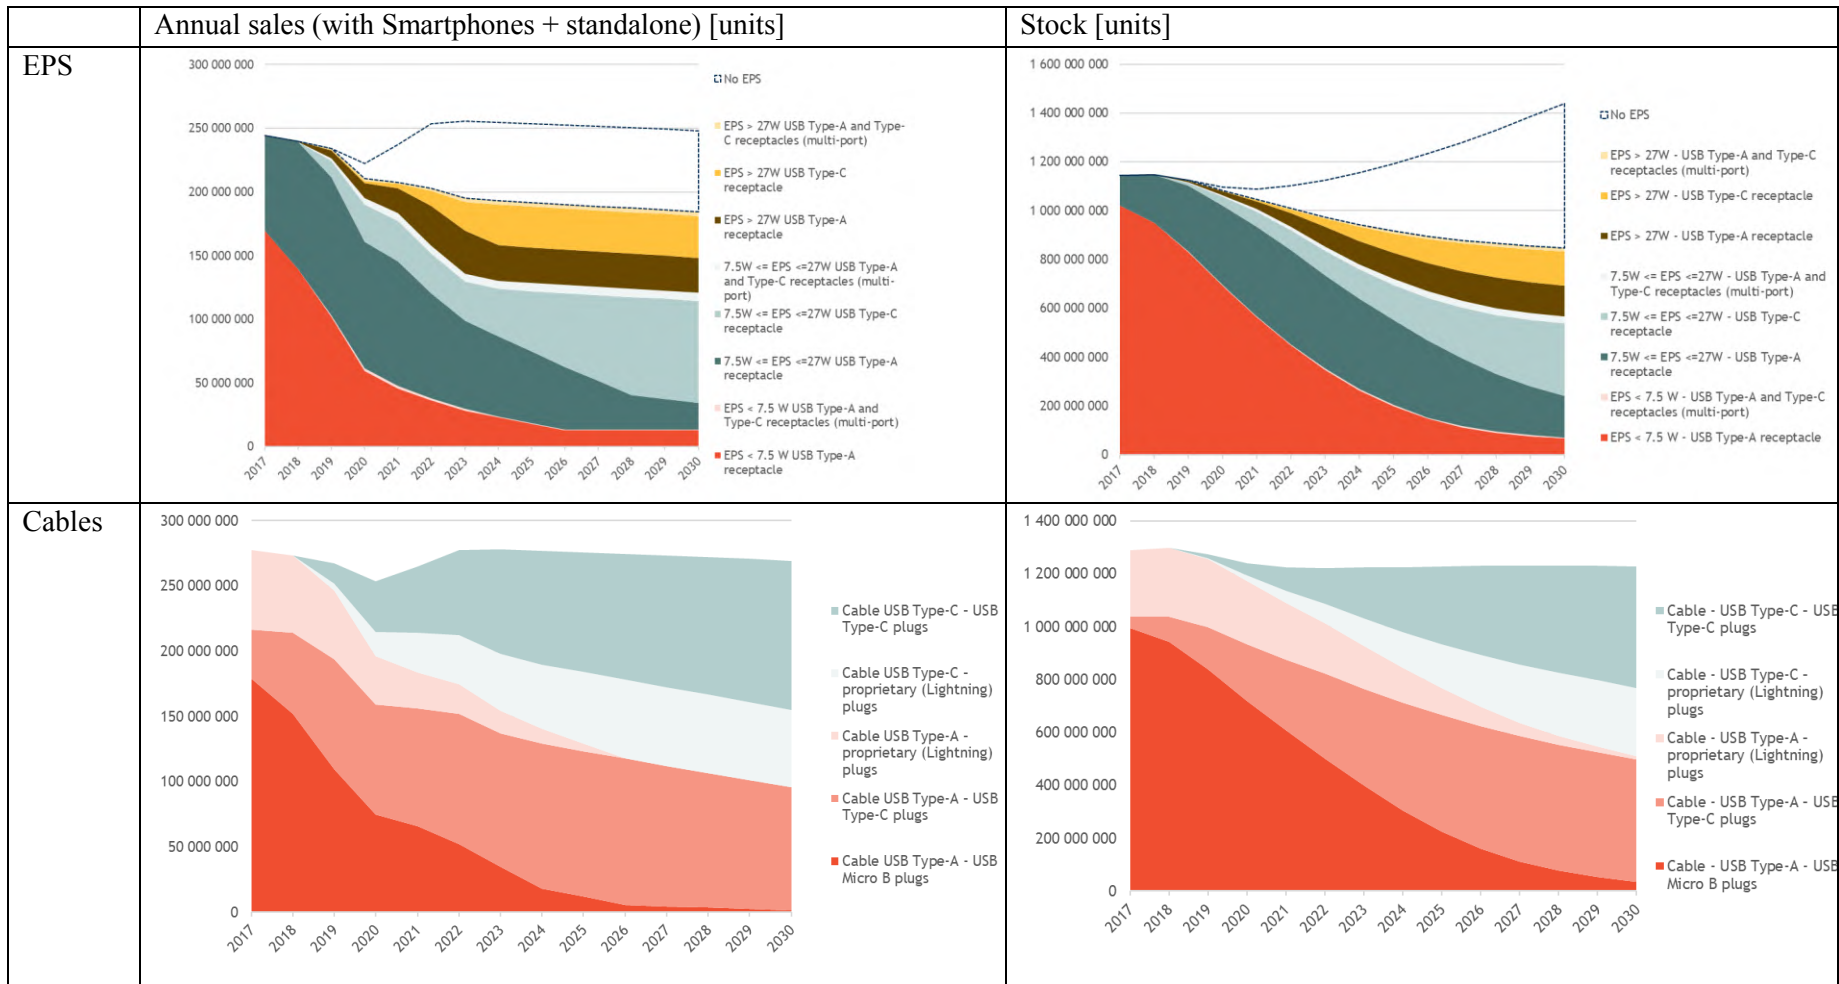 Annual sales (with Smartphones + standalone) [units]
Stock [units]
EPS
300 000 000
250 000 000
200 000 000
150 000 000
100 000 000
50 000 000
0
2017
2018
2019
2020
2021
2022
2023
2024
2025
2026
2027
2028
2029
2030
No EPS
EPS > 27W USB Type-A and Type-
C receptacles (multi-port)
EPS > 27W USB Type-C
receptacle
EPS > 27W USB Type-A
receptacle
7.5W <= EPS <=27W USB Type-A
and Type-C receptacles (multi-
port)
7.5W <= EPS <=27W USB Type-C
receptacle
7.5W <= EPS <=27W USB Type-A
receptacle
EPS < 7.5 W USB Type-A and
Type-C receptacles (multi-port)
EPS < 7.5 W USB Type-A
receptacle
1 600 000 000
1 400 000 000
1 200 000 000
1 000 000 000
800 000 000
600 000 000
400 000 000
200 000 000
0
2017
2018
2019
2020
2021
2022
2023
2024
2025
2026
2027
2028
2029
2030
No EPS
EPS > 27W - USB Type-A and Type-C
receptacles (multi-port)
EPS > 27W - USB Type-C receptacle
EPS > 27W - USB Type-A receptacle
7.5W <= EPS <=27W - USB Type-A and
Type-C receptacles (multi-port)
7.5W <= EPS <=27W - USB Type-C
receptacle
7.5W <= EPS <=27W - USB Type-A
receptacle
EPS < 7.5 W - USB Type-A and Type-C
receptacles (multi-port)
EPS < 7.5 W - USB Type-A receptacle
Cables
300 000 000
250 000 000
200 000 000
150 000 000
100 000 000
50 000 000
0
2017
2018
2019
2020
2021
2022
2023
2024
2025
2026
2027
2028
2029
2030
Cable USB Type-C - USB
Type-C plugs
Cable USB Type-C -
proprietary (Lightning)
plugs
Cable USB Type-A -
proprietary (Lightning)
plugs
Cable USB Type-A - USB
Type-C plugs
Cable USB Type-A - USB
Micro B plugs
1 400 000 000
1 200 000 000
1 000 000 000
800 000 000
600 000 000
400 000 000
200 000 000
0
2017
2018
2019
2020
2021
2022
2023
2024
2025
2026
2027
2028
2029
2030
Cable - USB Type-C - USB
Type-C plugs
Cable - USB Type-C -
proprietary (Lightning)
plugs
Cable - USB Type-A -
proprietary (Lightning)
plugs
Cable - USB Type-A - USB
Type-C plugs
Cable - USB Type-A - USB
Micro B plugs